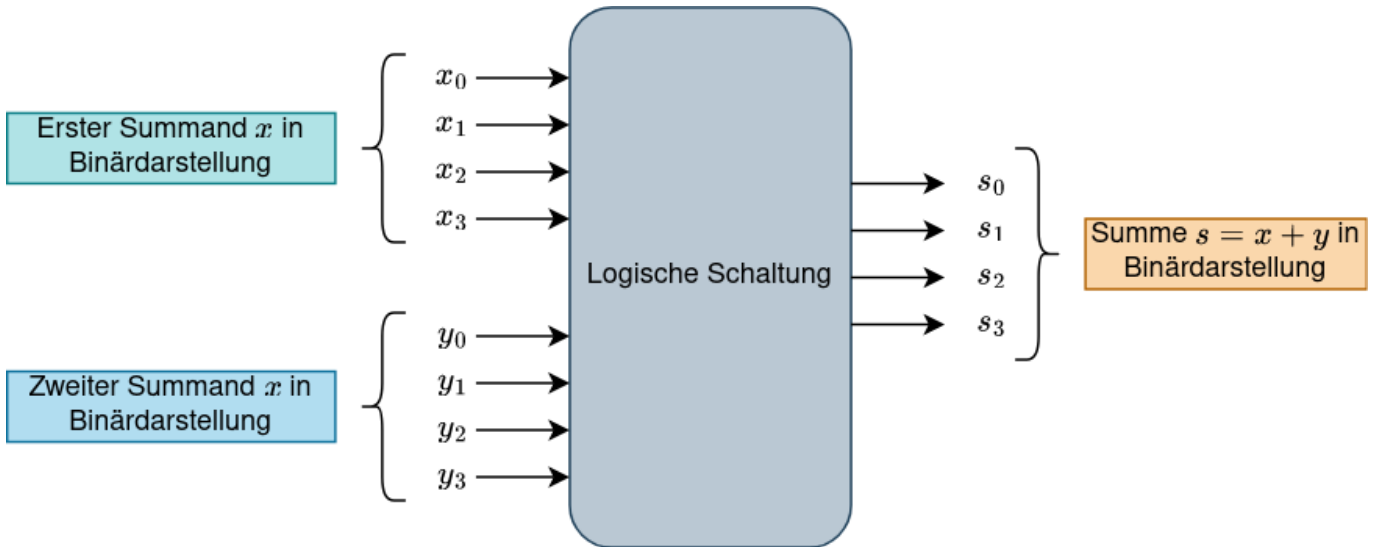 Erster Summand x in
Binärdarstellung
x₀
x₁
x₂
x₃
Zweiter Summand x in
Binärdarstellung
y₀
y₁
y₂
y₃
Logische Schaltung
s₀
s₁
s₂
s₃
Summe s = x + y in
Binärdarstellung